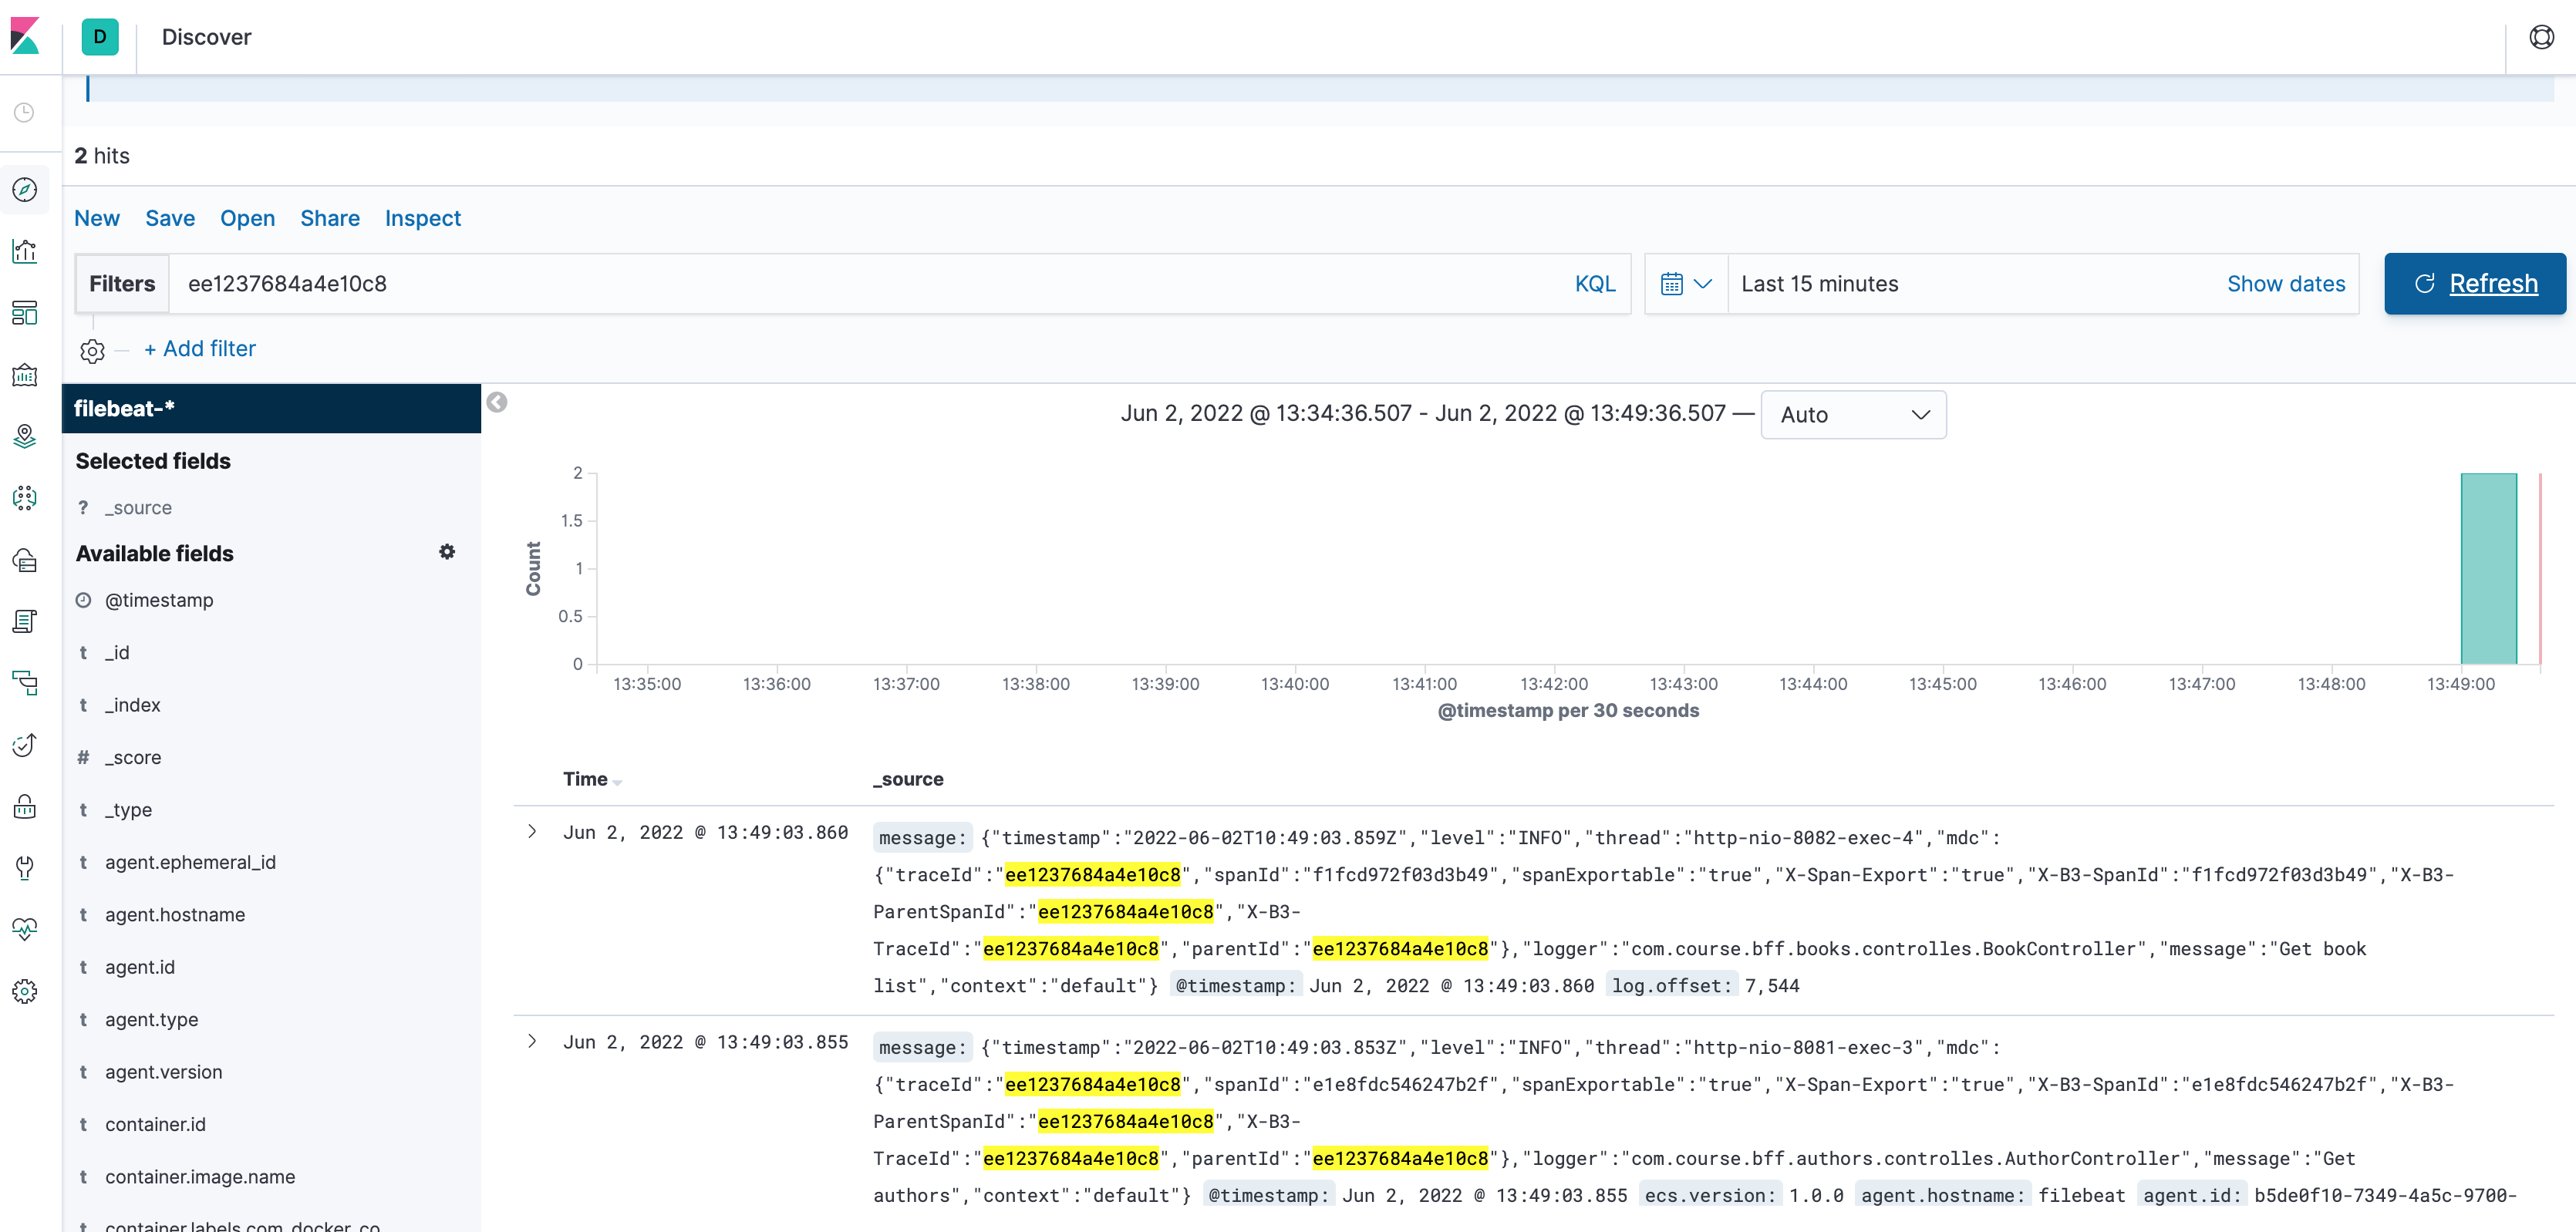 D
Discover
2 hits
New Save Open Share Inspect
Filters ee1237684a4e10c8 KQL
Last 15 minutes Show dates
Refresh
+ Add filter
filebeat-*
Selected fields
? _source
Available fields
@timestamp
t _id
t _index
# _score
t _type
t agent.ephemeral_id
t agent.hostname
t agent.id
t agent.type
t agent.version
t container.id
t container.image.name
t container.labels.com_docker_co
Jun 2, 2022 @ 13:34:36.507 - Jun 2, 2022 @ 13:49:36.507 — Auto
Count
2
1.5
1
0.5
0
13:35:00 13:36:00 13:37:00 13:38:00 13:39:00 13:40:00 13:41:00 13:42:00 13:43:00 13:44:00 13:45:00 13:46:00 13:47:00 13:48:00 13:49:00
@timestamp per 30 seconds
Time _source
Jun 2, 2022 @ 13:49:03.860 message: {"timestamp":"2022-06-02T10:49:03.859Z","level":"INFO","thread":"http-nio-8082-exec-4","mdc":
{"traceId":"ee1237684a4e10c8","spanId":"f1fcd972f03d3b49","spanExportable":"true","X-Span-Export":"true","X-B3-SpanId":"f1fcd972f03d3b49","X-B3-
ParentSpanId":"ee1237684a4e10c8","X-B3-
TraceId":"ee1237684a4e10c8","parentId":"ee1237684a4e10c8"},"logger":"com.course.bff.books.controlles.BookController","message":"Get book
list","context":"default"} @timestamp: Jun 2, 2022 @ 13:49:03.860 log.offset: 7,544
Jun 2, 2022 @ 13:49:03.855 message: {"timestamp":"2022-06-02T10:49:03.853Z","level":"INFO","thread":"http-nio-8081-exec-3","mdc":
{"traceId":"ee1237684a4e10c8","spanId":"e1e8fdc546247b2f","spanExportable":"true","X-Span-Export":"true","X-B3-SpanId":"e1e8fdc546247b2f","X-B3-
ParentSpanId":"ee1237684a4e10c8","X-B3-
TraceId":"ee1237684a4e10c8","parentId":"ee1237684a4e10c8"},"logger":"com.course.bff.authors.controlles.AuthorController","message":"Get
authors","context":"default"} @timestamp: Jun 2, 2022 @ 13:49:03.855 ecs.version: 1.0.0 agent.hostname: filebeat agent.id: b5de0f10-7349-4a5c-9700-